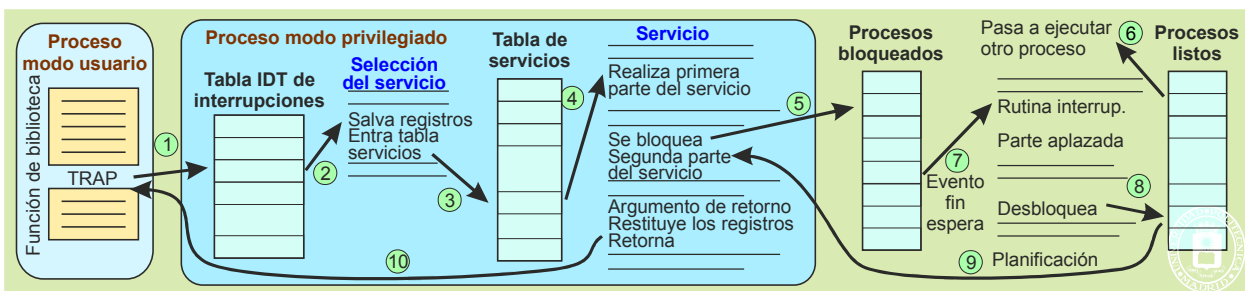 Proceso
modo usuario
Función de biblioteca
TRAP
1
Proceso modo privilegiado
Tabla IDT de
interrupciones
2
Selección
del servicio
Salva registros
Entra tabla
servicios
3
Tabla de
servicios
4
Servicio
Realiza primera
parte del servicio
Se bloquea
Segunda parte
del servicio
Argumento de retorno
Restituye los registros
Retorna
10
5
Procesos
bloqueados
Pasa a ejecutar
otro proceso
6
Procesos
listos
Rutina interrup.
7
Parte aplazada
Evento
fin
espera
8
Desbloquea
9
Planificación